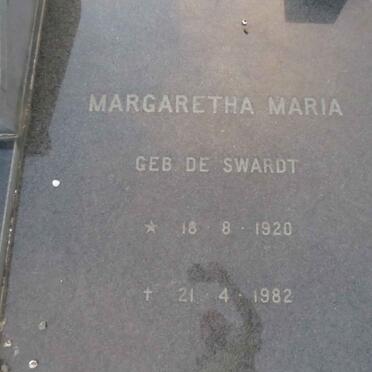 MARGARETHA MARIA
GEB DE SWARDT
* 18 · 8 · 1920
† 21 · 4 · 1982